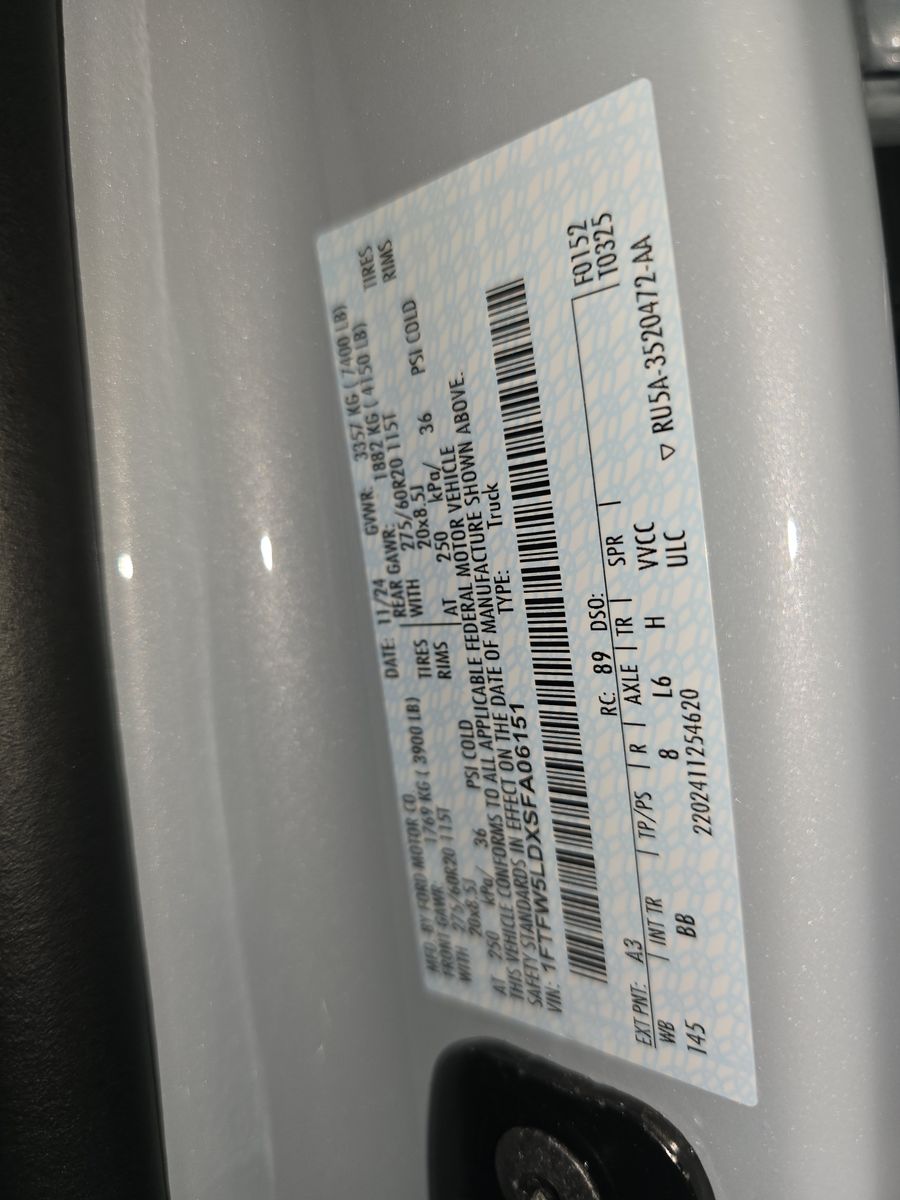 MFD. BY FORD MOTOR CO. DATE: 11/24 GVWR: 3357 KG ( 7400 LB)
FRONT GAWR: 1769 KG ( 3900 LB) REAR GAWR: 1882 KG ( 4150 LB)
WITH 275/60R20 115T TIRES WITH 275/60R20 115T TIRES
20x8.5J RIMS 20x8.5J RIMS
AT 250 kPa/ 36 PSI COLD AT 250 kPa/ 36 PSI COLD
THIS VEHICLE CONFORMS TO ALL APPLICABLE FEDERAL MOTOR VEHICLE
SAFETY STANDARDS IN EFFECT ON THE DATE OF MANUFACTURE SHOWN ABOVE.
VIN: 1FTFW5LDXSFA06151 TYPE: Truck
F0152
T0325
EXT PNT: A3 RC: 89 DSO:
WB | INT TR | TP/PS | R | AXLE | TR | SPR |
145 BB 8 L6 H VVCC
2202411254620 ULC ▽ RU5A-3520472-AA